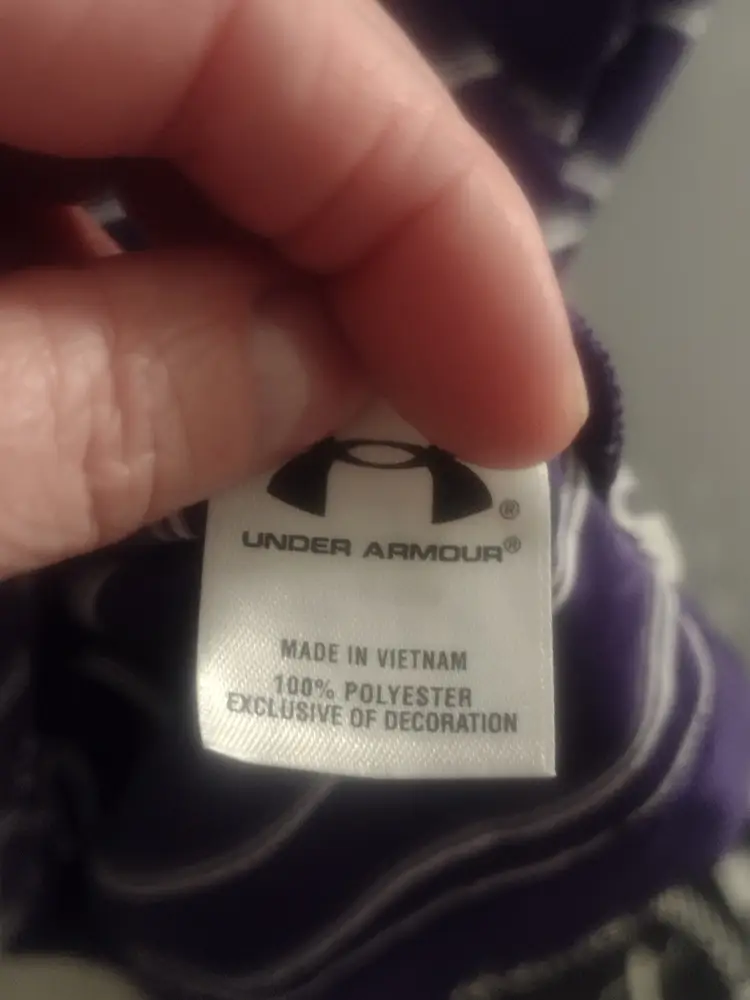 ®
UNDER ARMOUR®
MADE IN VIETNAM
100% POLYESTER
EXCLUSIVE OF DECORATION